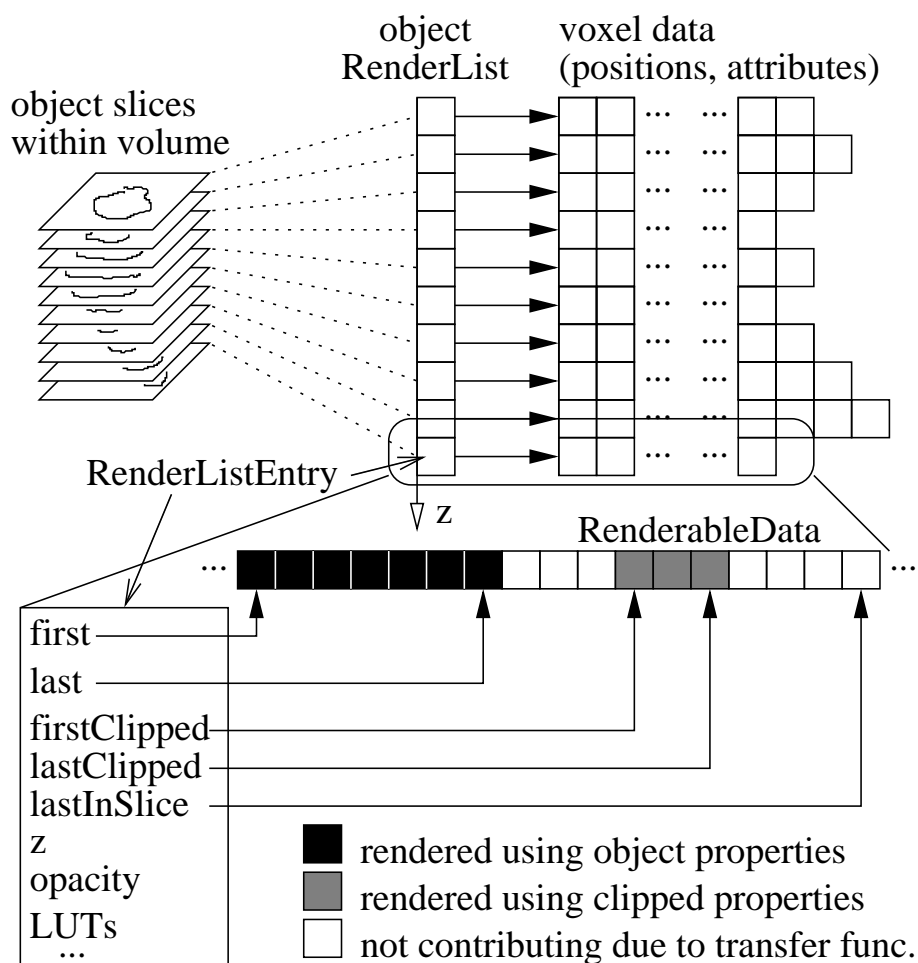 object
RenderList
voxel data
(positions, attributes)
object slices
within volume
... ...
... ...
... ...
... ...
... ...
... ...
... ...
... ...
... ...
... ...
RenderListEntry
z
RenderableData
... ...
first
last
firstClipped
lastClipped
lastInSlice
z
opacity
LUTs
...
rendered using object properties
rendered using clipped properties
not contributing due to transfer func.